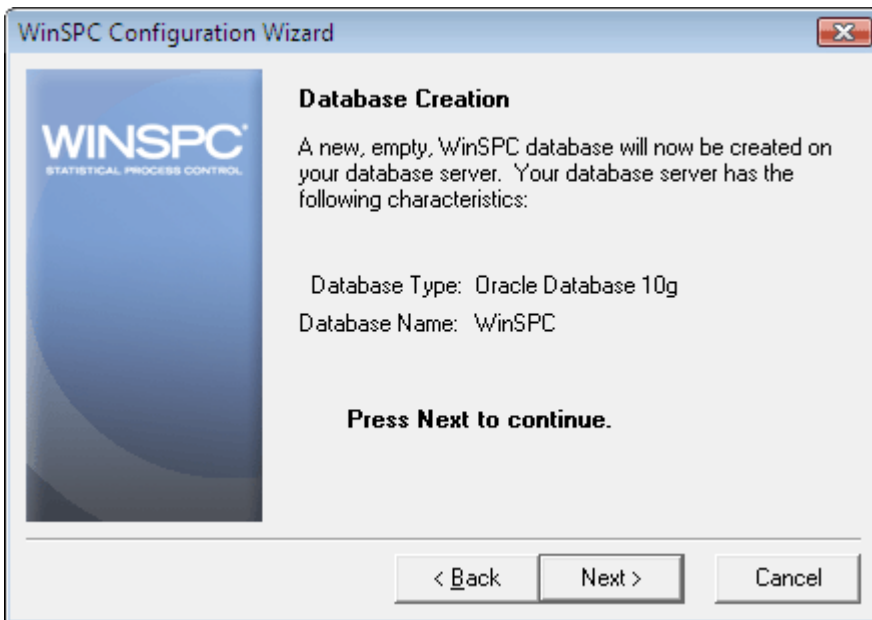 WinSPC Configuration Wizard
WINSPC
STATISTICAL PROCESS CONTROL
Database Creation
A new, empty, WinSPC database will now be created on
your database server. Your database server has the
following characteristics:
Database Type: Oracle Database 10g
Database Name: WinSPC
Press Next to continue.
< Back
Next >
Cancel